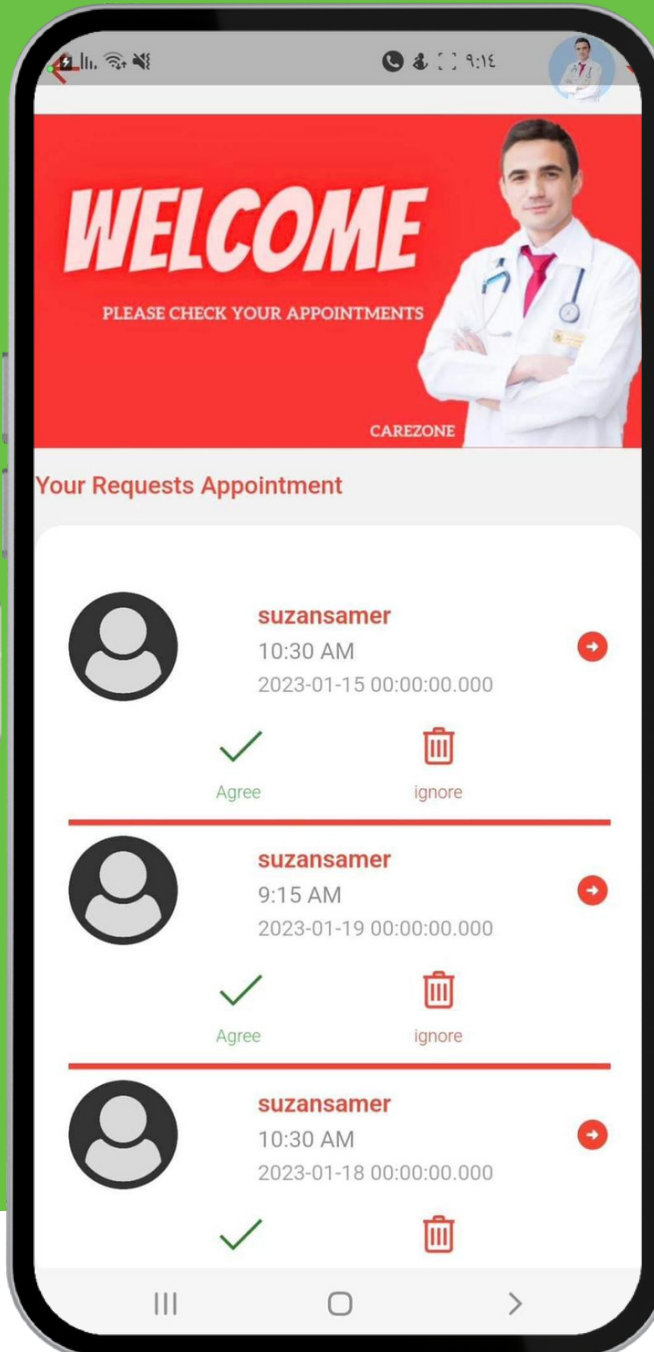 ٩:١٤
WELCOME
PLEASE CHECK YOUR APPOINTMENTS
CAREZONE
Your Requests Appointment
suzansamer
10:30 AM
2023-01-15 00:00:00.000
Agree ignore
suzansamer
9:15 AM
2023-01-19 00:00:00.000
Agree ignore
suzansamer
10:30 AM
2023-01-18 00:00:00.000